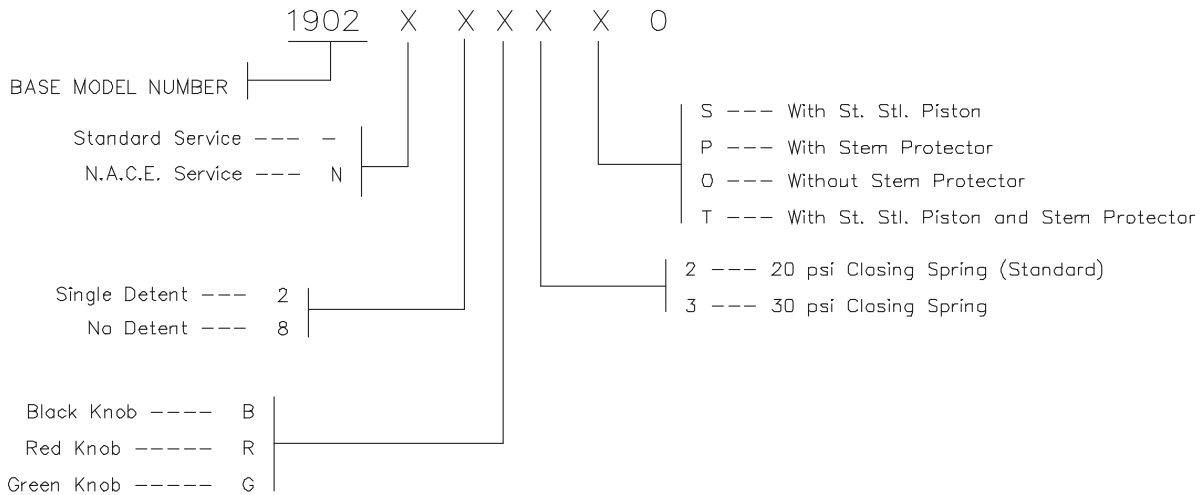 1902 X X X X X 0
BASE MODEL NUMBER
Standard Service --- -
N.A.C.E. Service --- N
S --- With St. Stl. Piston
P --- With Stem Protector
O --- Without Stem Protector
T --- With St. Stl. Piston and Stem Protector
2 --- 20 psi Closing Spring (Standard)
3 --- 30 psi Closing Spring
Single Detent --- 2
No Detent --- 8
Black Knob ---- B
Red Knob ----- R
Green Knob ---- G